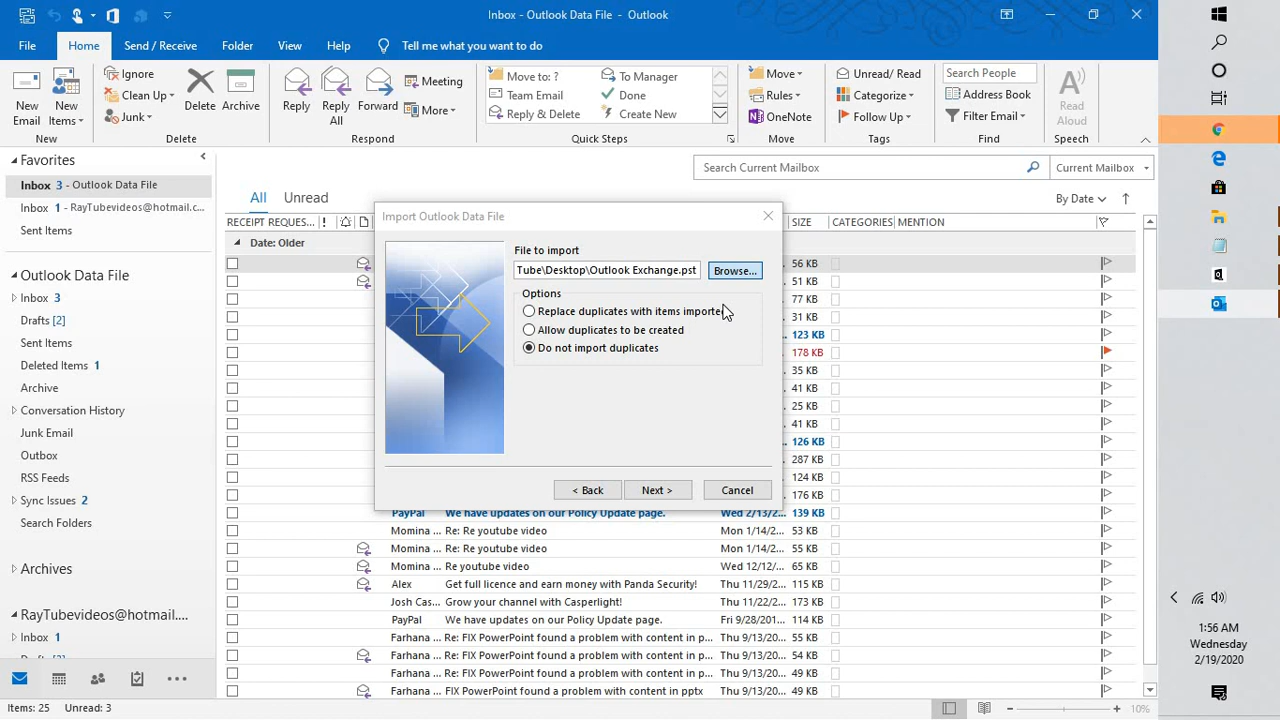 Inbox - Outlook Data File - Outlook
File Home Send / Receive Folder View Help Tell me what you want to do
New Email
New Items
Ignore
Clean Up
Junk
Delete
Archive
Reply
Reply All
Forward
Meeting
More
Move to: ?
Team Email
Reply & Delete
To Manager
Done
Create New
Move
Rules
OneNote
Unread/ Read
Categorize
Follow Up
Search People
Address Book
Filter Email
Read Aloud
New Delete Respond Quick Steps Move Tags Find Speech
Favorites
Inbox 3 - Outlook Data File
Inbox 1 - RayTubevideos@hotmail.c...
Sent Items
Outlook Data File
Inbox 3
Drafts [2]
Sent Items
Deleted Items 1
Archive
Conversation History
Junk Email
Outbox
RSS Feeds
Sync Issues 2
Search Folders
Archives
RayTubevideos@hotmail....
Inbox 1
Search Current Mailbox Current Mailbox
All Unread By Date
RECEIPT REQUES... SIZE CATEGORIES MENTION
Date: Older
56 KB
51 KB
77 KB
31 KB
123 KB
178 KB
35 KB
41 KB
25 KB
41 KB
126 KB
287 KB
124 KB
176 KB
Import Outlook Data File
File to import
Tube\Desktop\Outlook Exchange.pst Browse...
Options
Replace duplicates with items importe
Allow duplicates to be created
Do not import duplicates
< Back Next > Cancel
PayPal We have updates on our Policy Update page. Wed 2/13/2... 139 KB
Momina ... Re: Re youtube video Mon 1/14/2... 53 KB
Momina ... Re: Re youtube video Mon 1/14/2... 55 KB
Momina ... Re youtube video Wed 12/12/... 65 KB
Alex Get full licence and earn money with Panda Security! Thu 11/29/2... 115 KB
Josh Cas... Grow your channel with Casperlight! Thu 11/22/2... 173 KB
PayPal We have updates on our Policy Update page. Fri 9/28/201... 114 KB
Farhana ... Re: FIX PowerPoint found a problem with content in p... Thu 9/13/20... 49 KB
Farhana ... Re: FIX PowerPoint found a problem with content in p... Thu 9/13/20... 54 KB
Farhana ... Re: FIX PowerPoint found a problem with content in p... Thu 9/13/20... 50 KB
Farhana ... FIX PowerPoint found a problem with content in pptx Thu 9/13/20... 49 KB
Items: 25 Unread: 3
10%
1:56 AM
Wednesday
2/19/2020